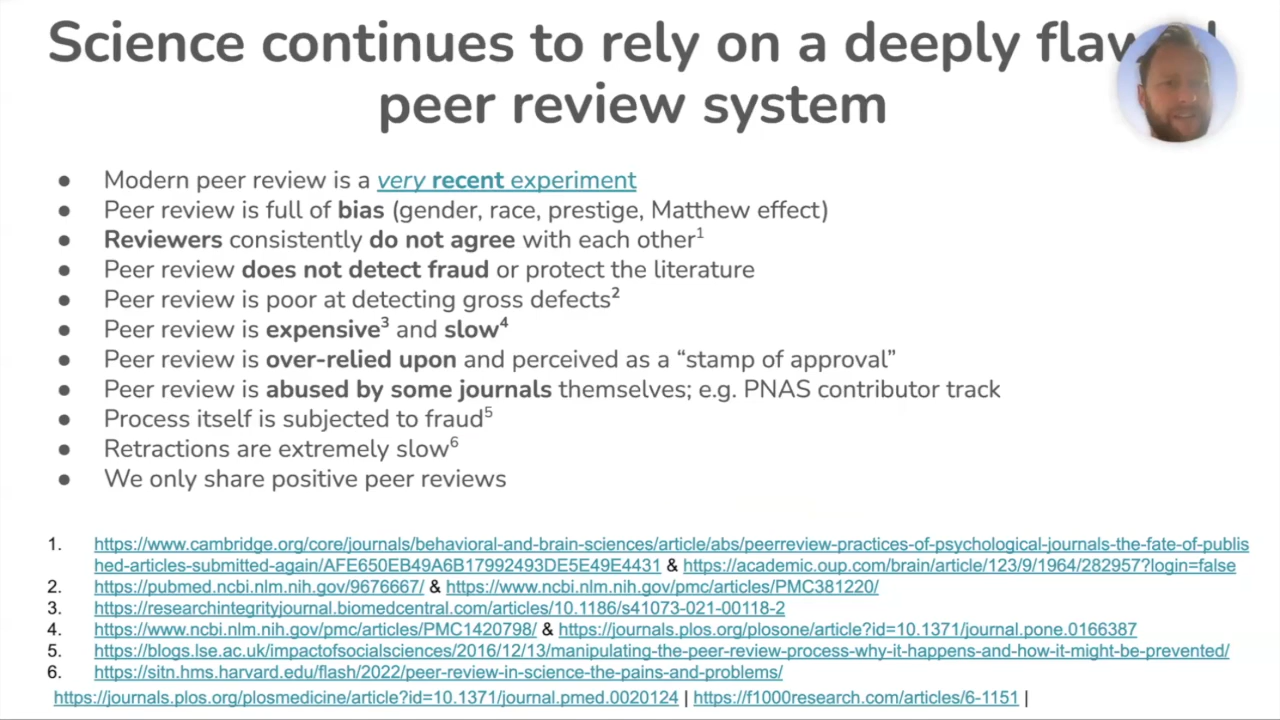 Science continues to rely on a deeply
peer review system
● Modern peer review is a very recent experiment
● Peer review is full of bias (gender, race, prestige, Matthew effect)
● Reviewers consistently do not agree with each other¹
● Peer review does not detect fraud or protect the literature
● Peer review is poor at detecting gross defects²
● Peer review is expensive³ and slow⁴
● Peer review is over-relied upon and perceived as a “stamp of approval”
● Peer review is abused by some journals themselves; e.g. PNAS contributor track
● Process itself is subjected to fraud⁵
● Retractions are extremely slow⁶
● We only share positive peer reviews
1. https://www.cambridge.org/core/journals/behavioral-and-brain-sciences/article/abs/peerreview-practices-of-psychological-journals-the-fate-of-publis
hed-articles-submitted-again/AFE650EB49A6B17992493DE5E49E4431 & https://academic.oup.com/brain/article/123/9/1964/282957?login=false
2. https://pubmed.ncbi.nlm.nih.gov/9676667/ & https://www.ncbi.nlm.nih.gov/pmc/articles/PMC381220/
3. https://researchintegrityjournal.biomedcentral.com/articles/10.1186/s41073-021-00118-2
4. https://www.ncbi.nlm.nih.gov/pmc/articles/PMC1420798/ & https://journals.plos.org/plosone/article?id=10.1371/journal.pone.0166387
5. https://blogs.lse.ac.uk/impactofsocialsciences/2016/12/13/manipulating-the-peer-review-process-why-it-happens-and-how-it-might-be-prevented/
6. https://sitn.hms.harvard.edu/flash/2022/peer-review-in-science-the-pains-and-problems/
https://journals.plos.org/plosmedicine/article?id=10.1371/journal.pmed.0020124 | https://f1000research.com/articles/6-1151 |